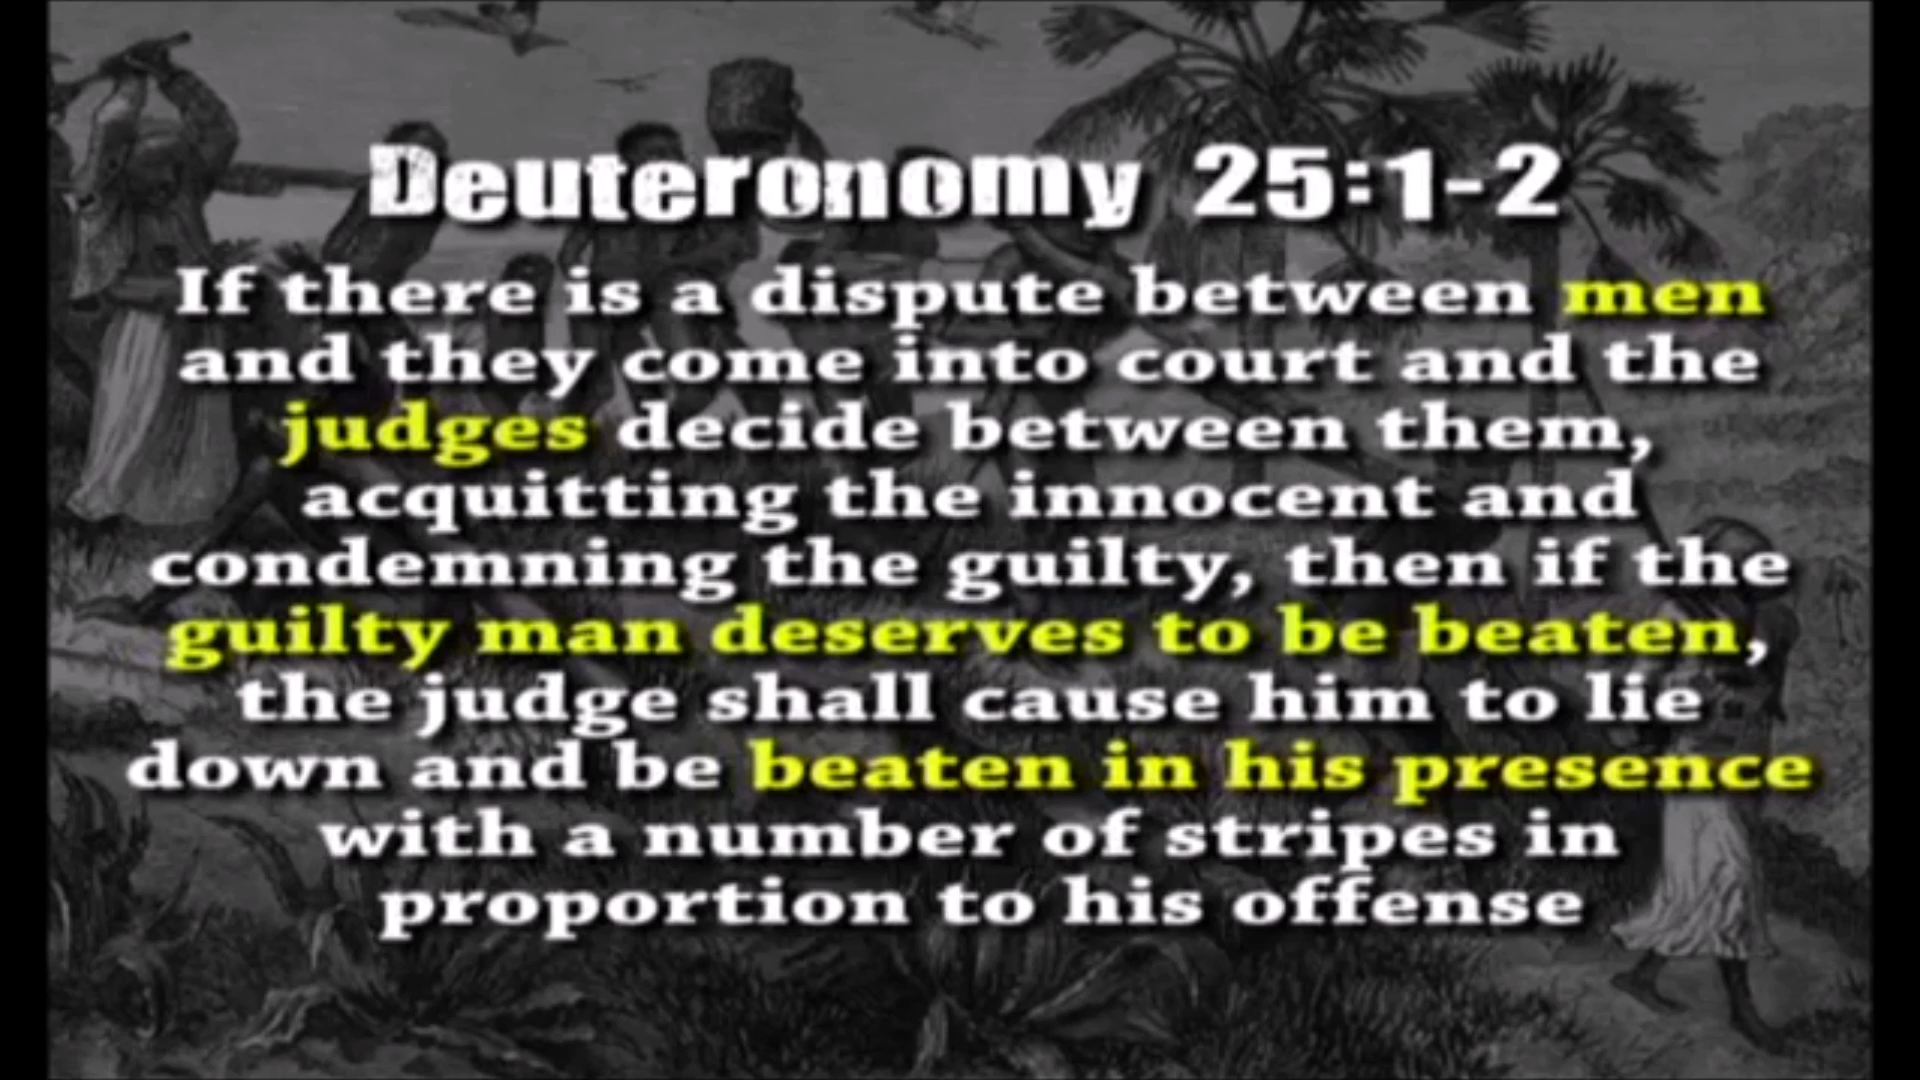 Deuteronomy 25:1-2
If there is a dispute between men
and they come into court and the
judges decide between them,
acquitting the innocent and
condemning the guilty, then if the
guilty man deserves to be beaten,
the judge shall cause him to lie
down and be beaten in his presence
with a number of stripes in
proportion to his offense